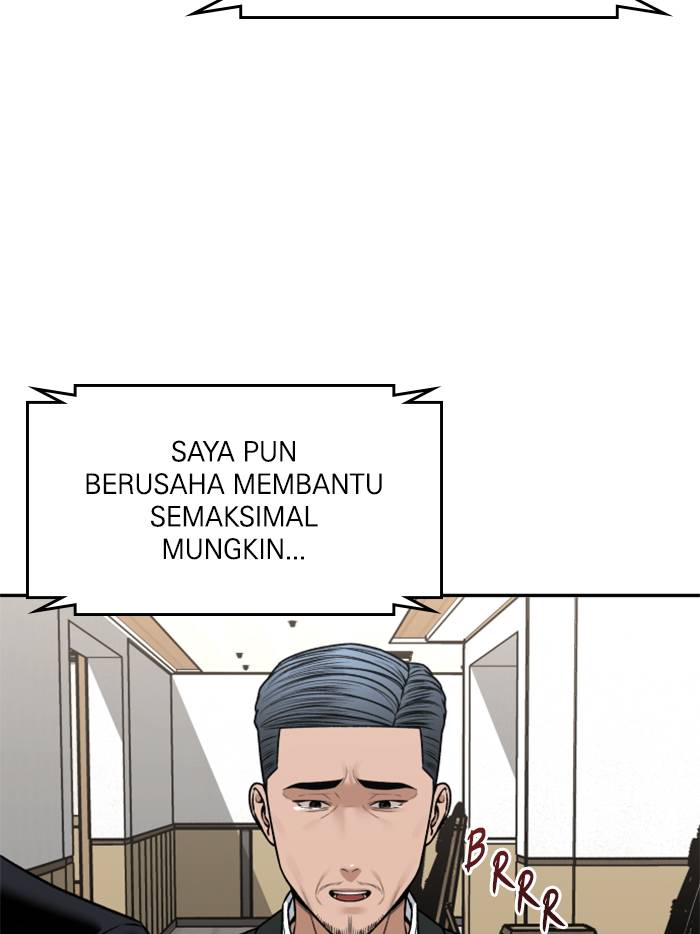 SAYA PUN
BERUSAHA MEMBANTU
SEMAKSIMAL
MUNGKIN...
BRRR